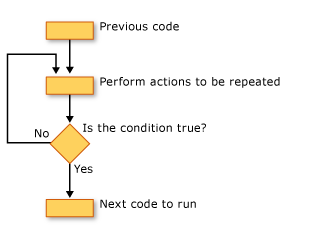 Previous code
Perform actions to be repeated
Is the condition true?
No
Yes
Next code to run